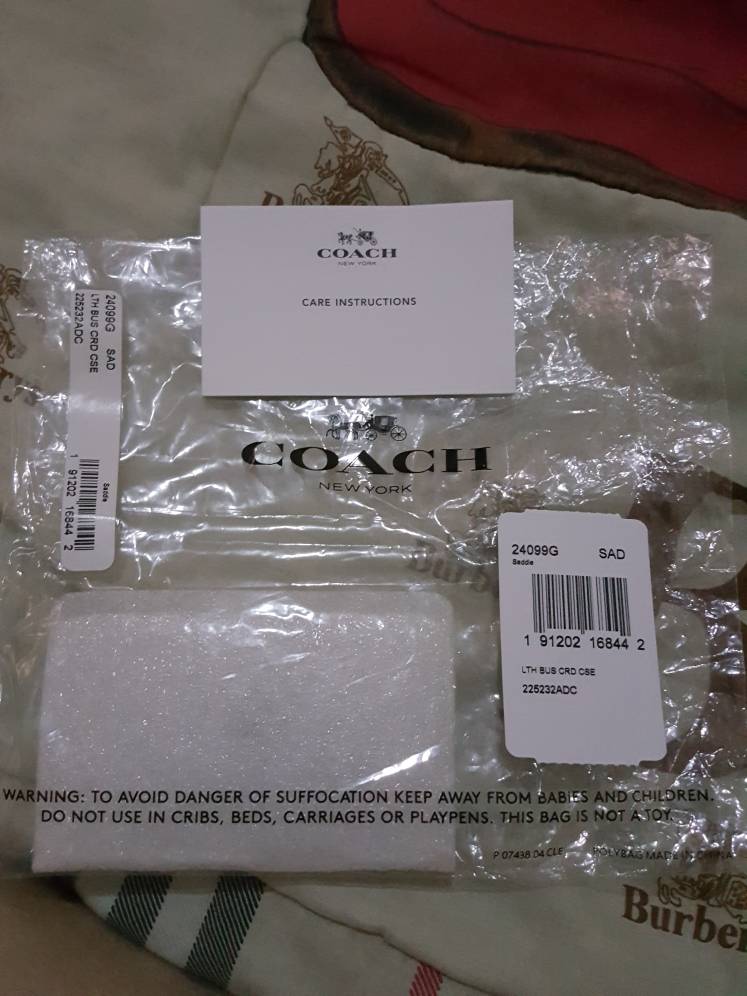 COACH
NEW YORK
CARE INSTRUCTIONS
24099G SAD
LTH BUS CRD CSE
225232ADC
Saddle
1 91202 16844 2
COACH
NEW YORK
24099G SAD
Saddle
1 91202 16844 2
LTH BUS CRD CSE
225232ADC
WARNING: TO AVOID DANGER OF SUFFOCATION KEEP AWAY FROM BABIES AND CHILDREN.
DO NOT USE IN CRIBS, BEDS, CARRIAGES OR PLAYPENS. THIS BAG IS NOT A TOY.
P 07438 04 CLE POLYBAG MADE IN CHINA